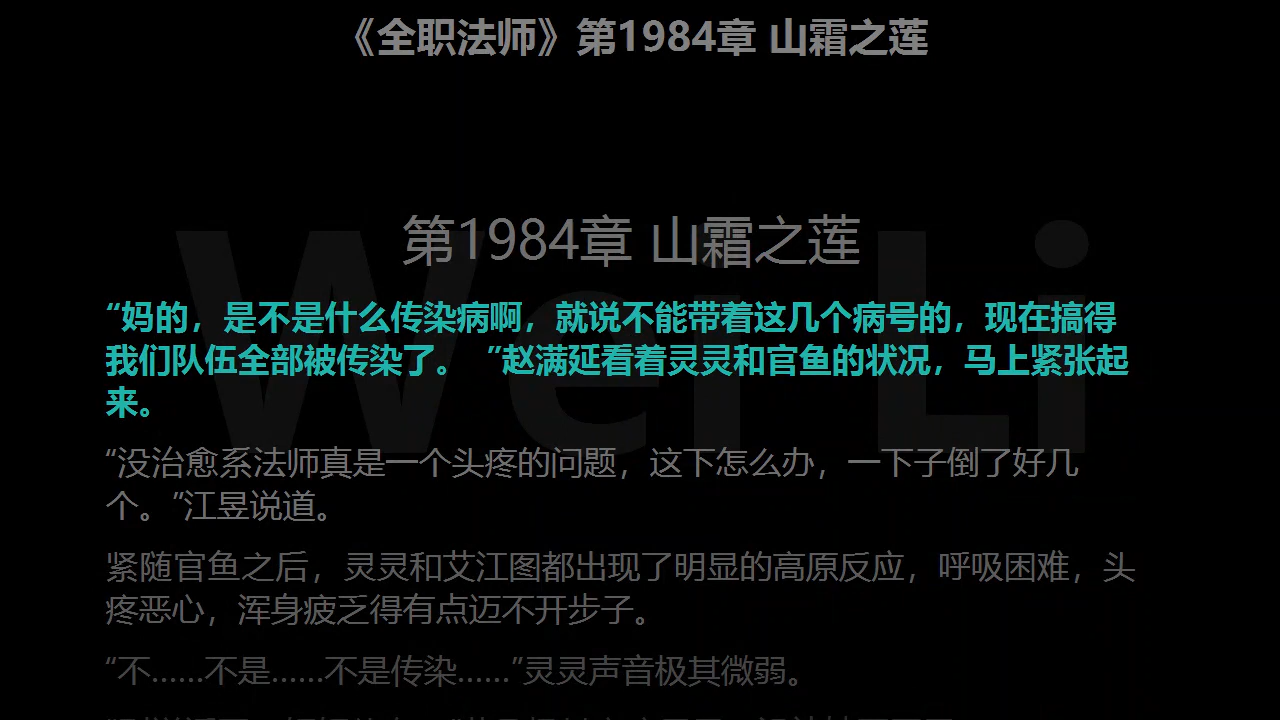 《全职法师》第1984章 山霜之莲
第1984章 山霜之莲
Wei Li
“妈的，是不是什么传染病啊，就说不能带着这几个病号的，现在搞得
我们队伍全部被传染了。 ”赵满延看着灵灵和官鱼的状况，马上紧张起
来。
“没治愈系法师真是一个头疼的问题，这下怎么办，一下子倒了好几
个。”江昱说道。
紧随官鱼之后，灵灵和艾江图都出现了明显的高原反应，呼吸困难，头
疼恶心，浑身疲乏得有点迈不开步子。
“不……不是……不是传染……”灵灵声音极其微弱。